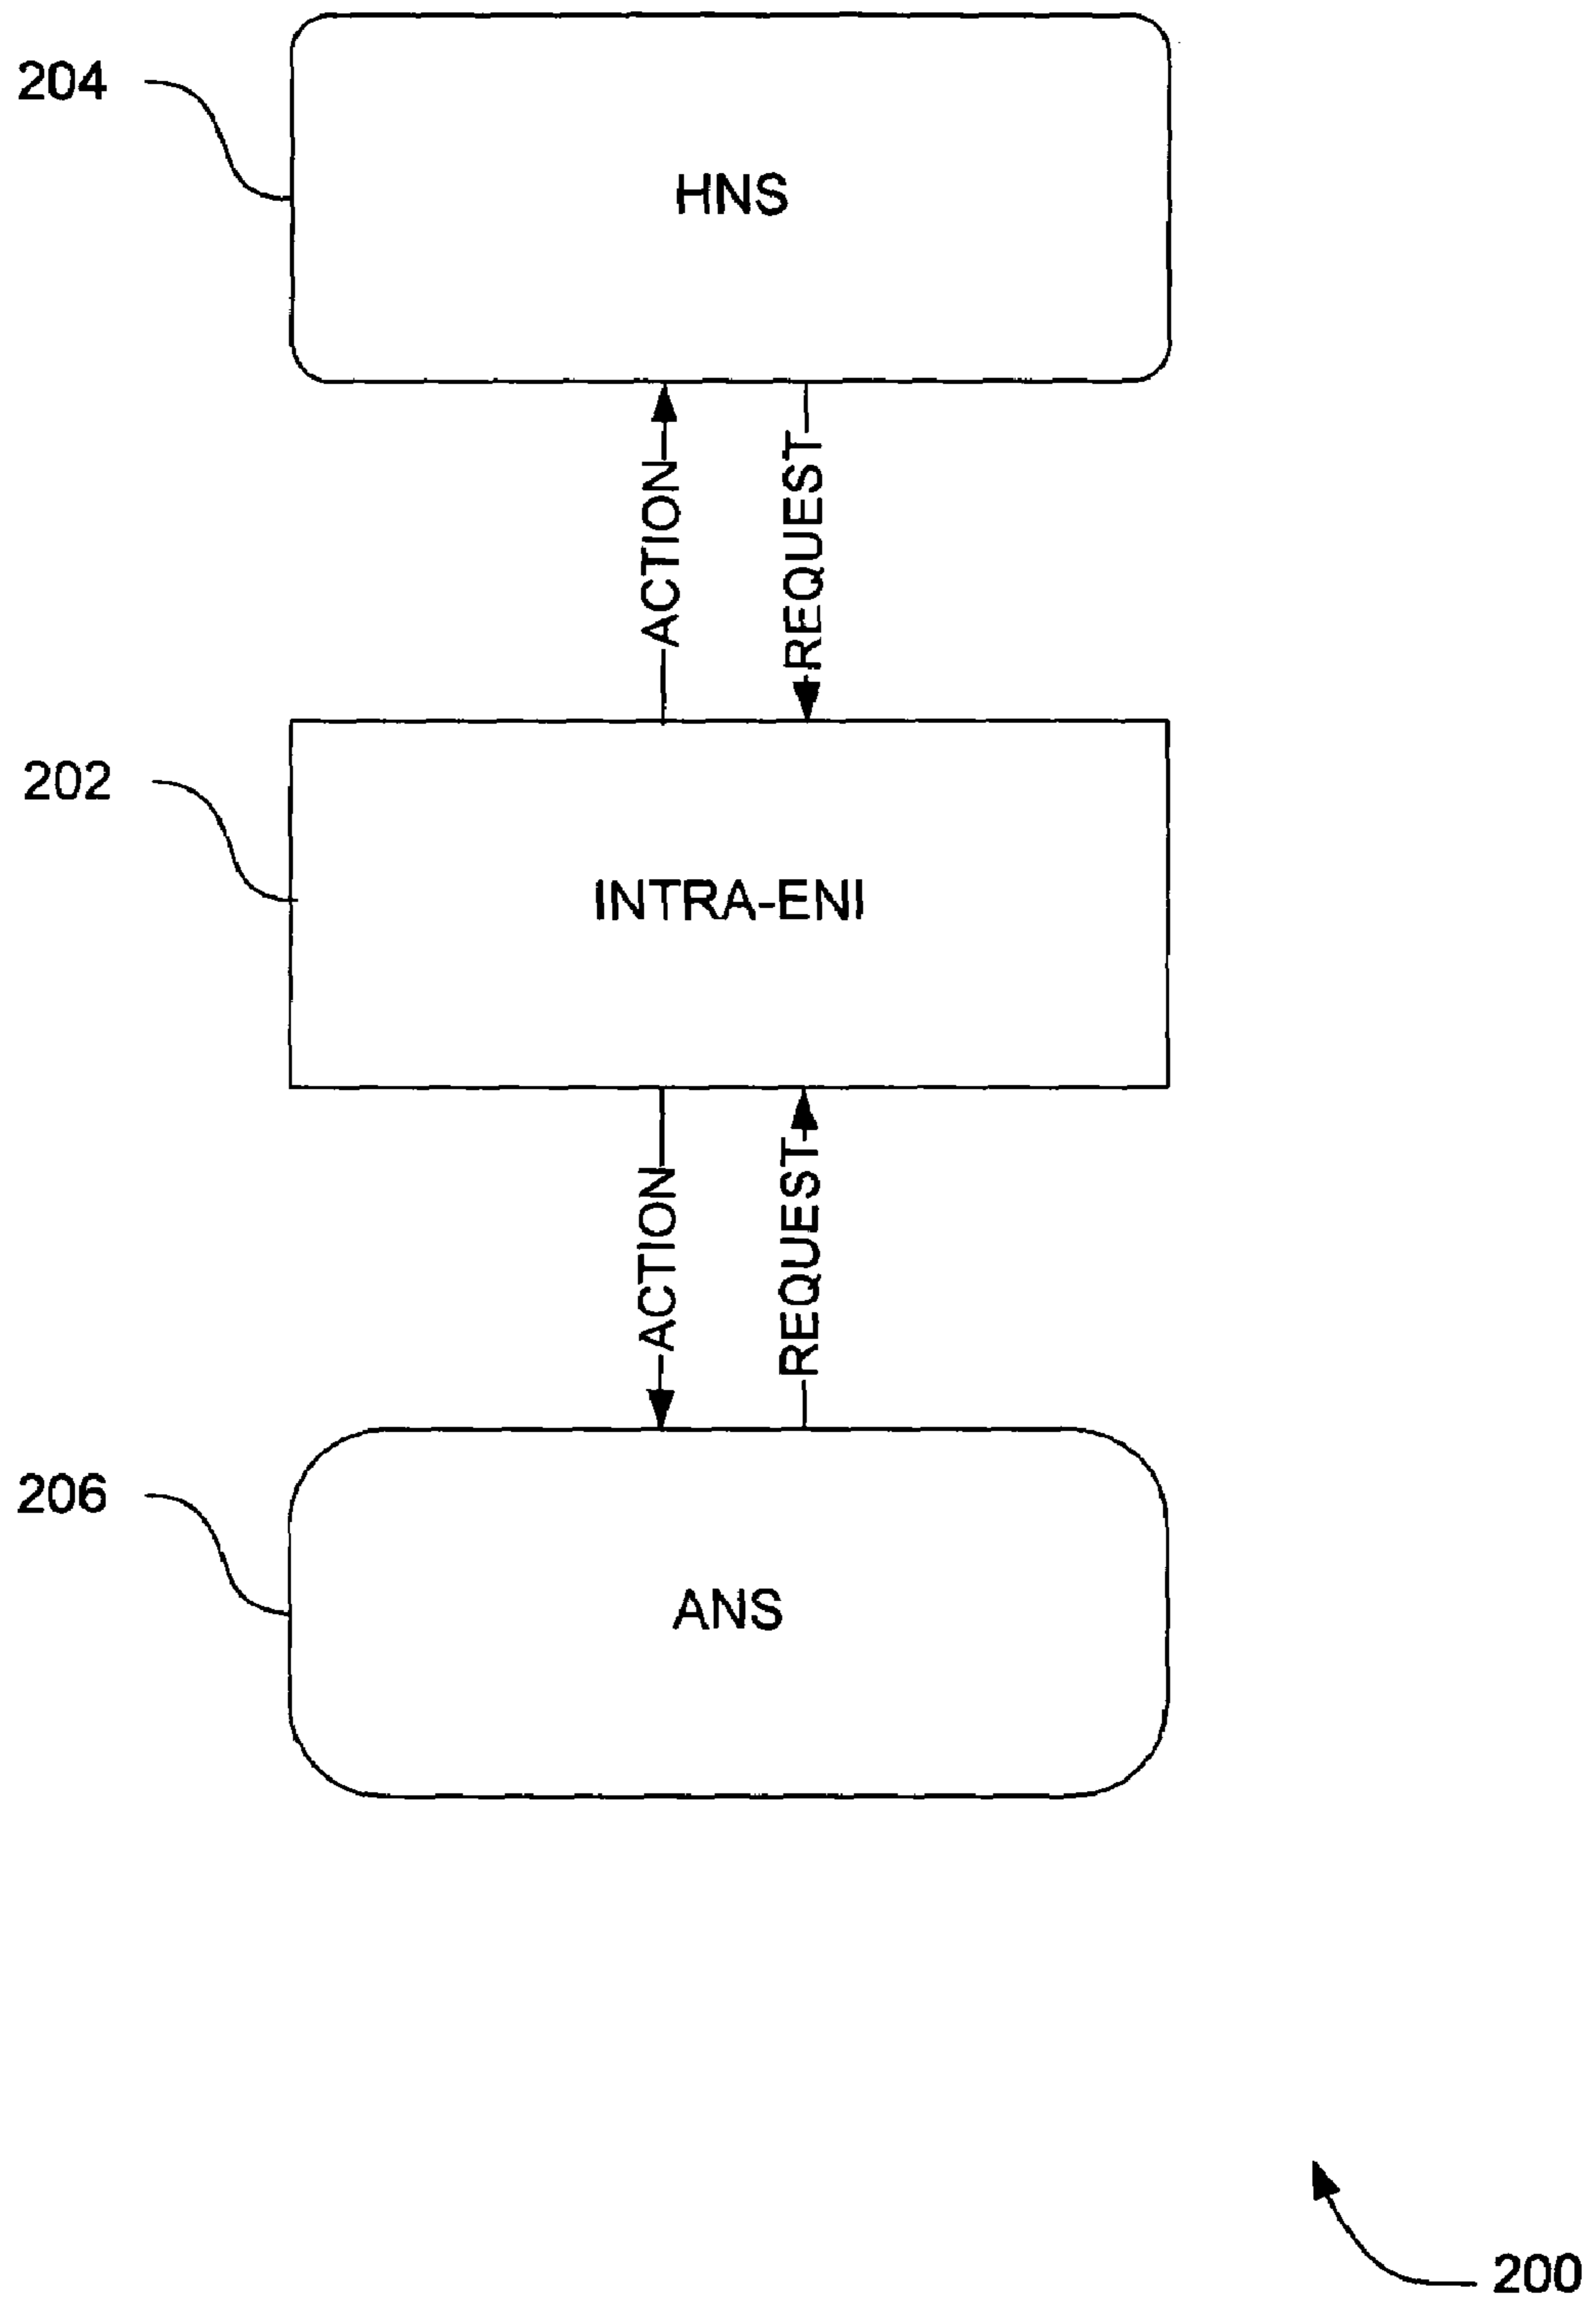 204
HNS
ACTION
REQUEST
202
INTRA-ENI
ACTION
REQUEST
206
ANS
200